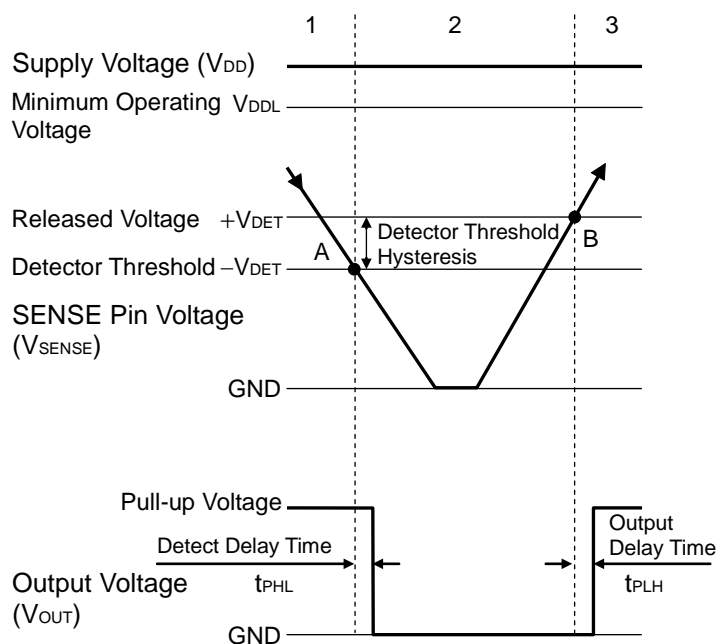 1 2 3
Supply Voltage (VDD)
Minimum Operating VDDL
Voltage
Released Voltage +VDET
Detector Threshold
Hysteresis
A
B
Detector Threshold −VDET
SENSE Pin Voltage
(VSENSE)
GND
Pull-up Voltage
Output
Delay Time
Detect Delay Time
tPHL
tPLH
Output Voltage
(VOUT)
GND